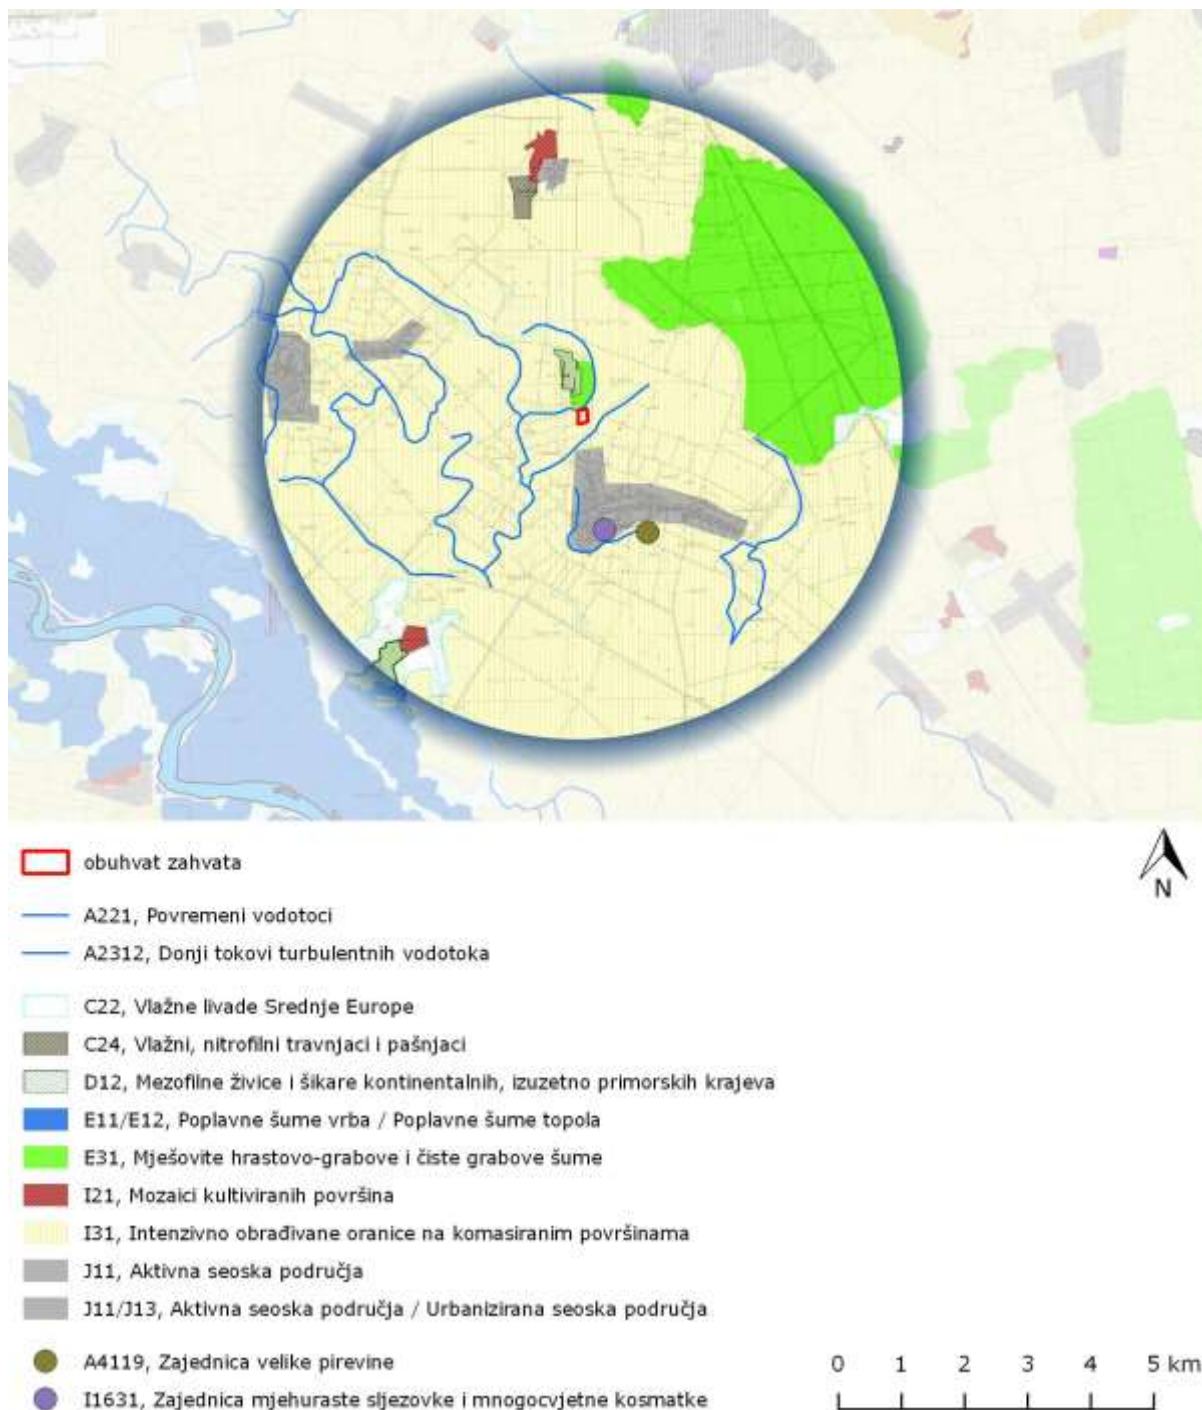 obuhvat zahvata
A221, Povremeni vodotoci
A2312, Donji tokovi turbulentnih vodotoka
C22, Vlažne livade Srednje Europe
C24, Vlažni, nitrofilni travnjaci i pašnjaci
D12, Mezofilne živice i šikare kontinentalnih, izuzetno primorskih krajeva
E11/E12, Poplavne šume vrba / Poplavne šume topola
E31, Mješovite hrastovo-grabove i čiste grabove šume
I21, Mozaici kultiviranih površina
I31, Intenzivno obrađivane oranice na komasiranim površinama
J11, Aktivna seoska područja
J11/J13, Aktivna seoska područja / Urbanizirana seoska područja
A4119, Zajednica velike pirevine
I1631, Zajednica mjehuraste sljezovke i mnogocvjetne kosmatke
N
0 1 2 3 4 5 km